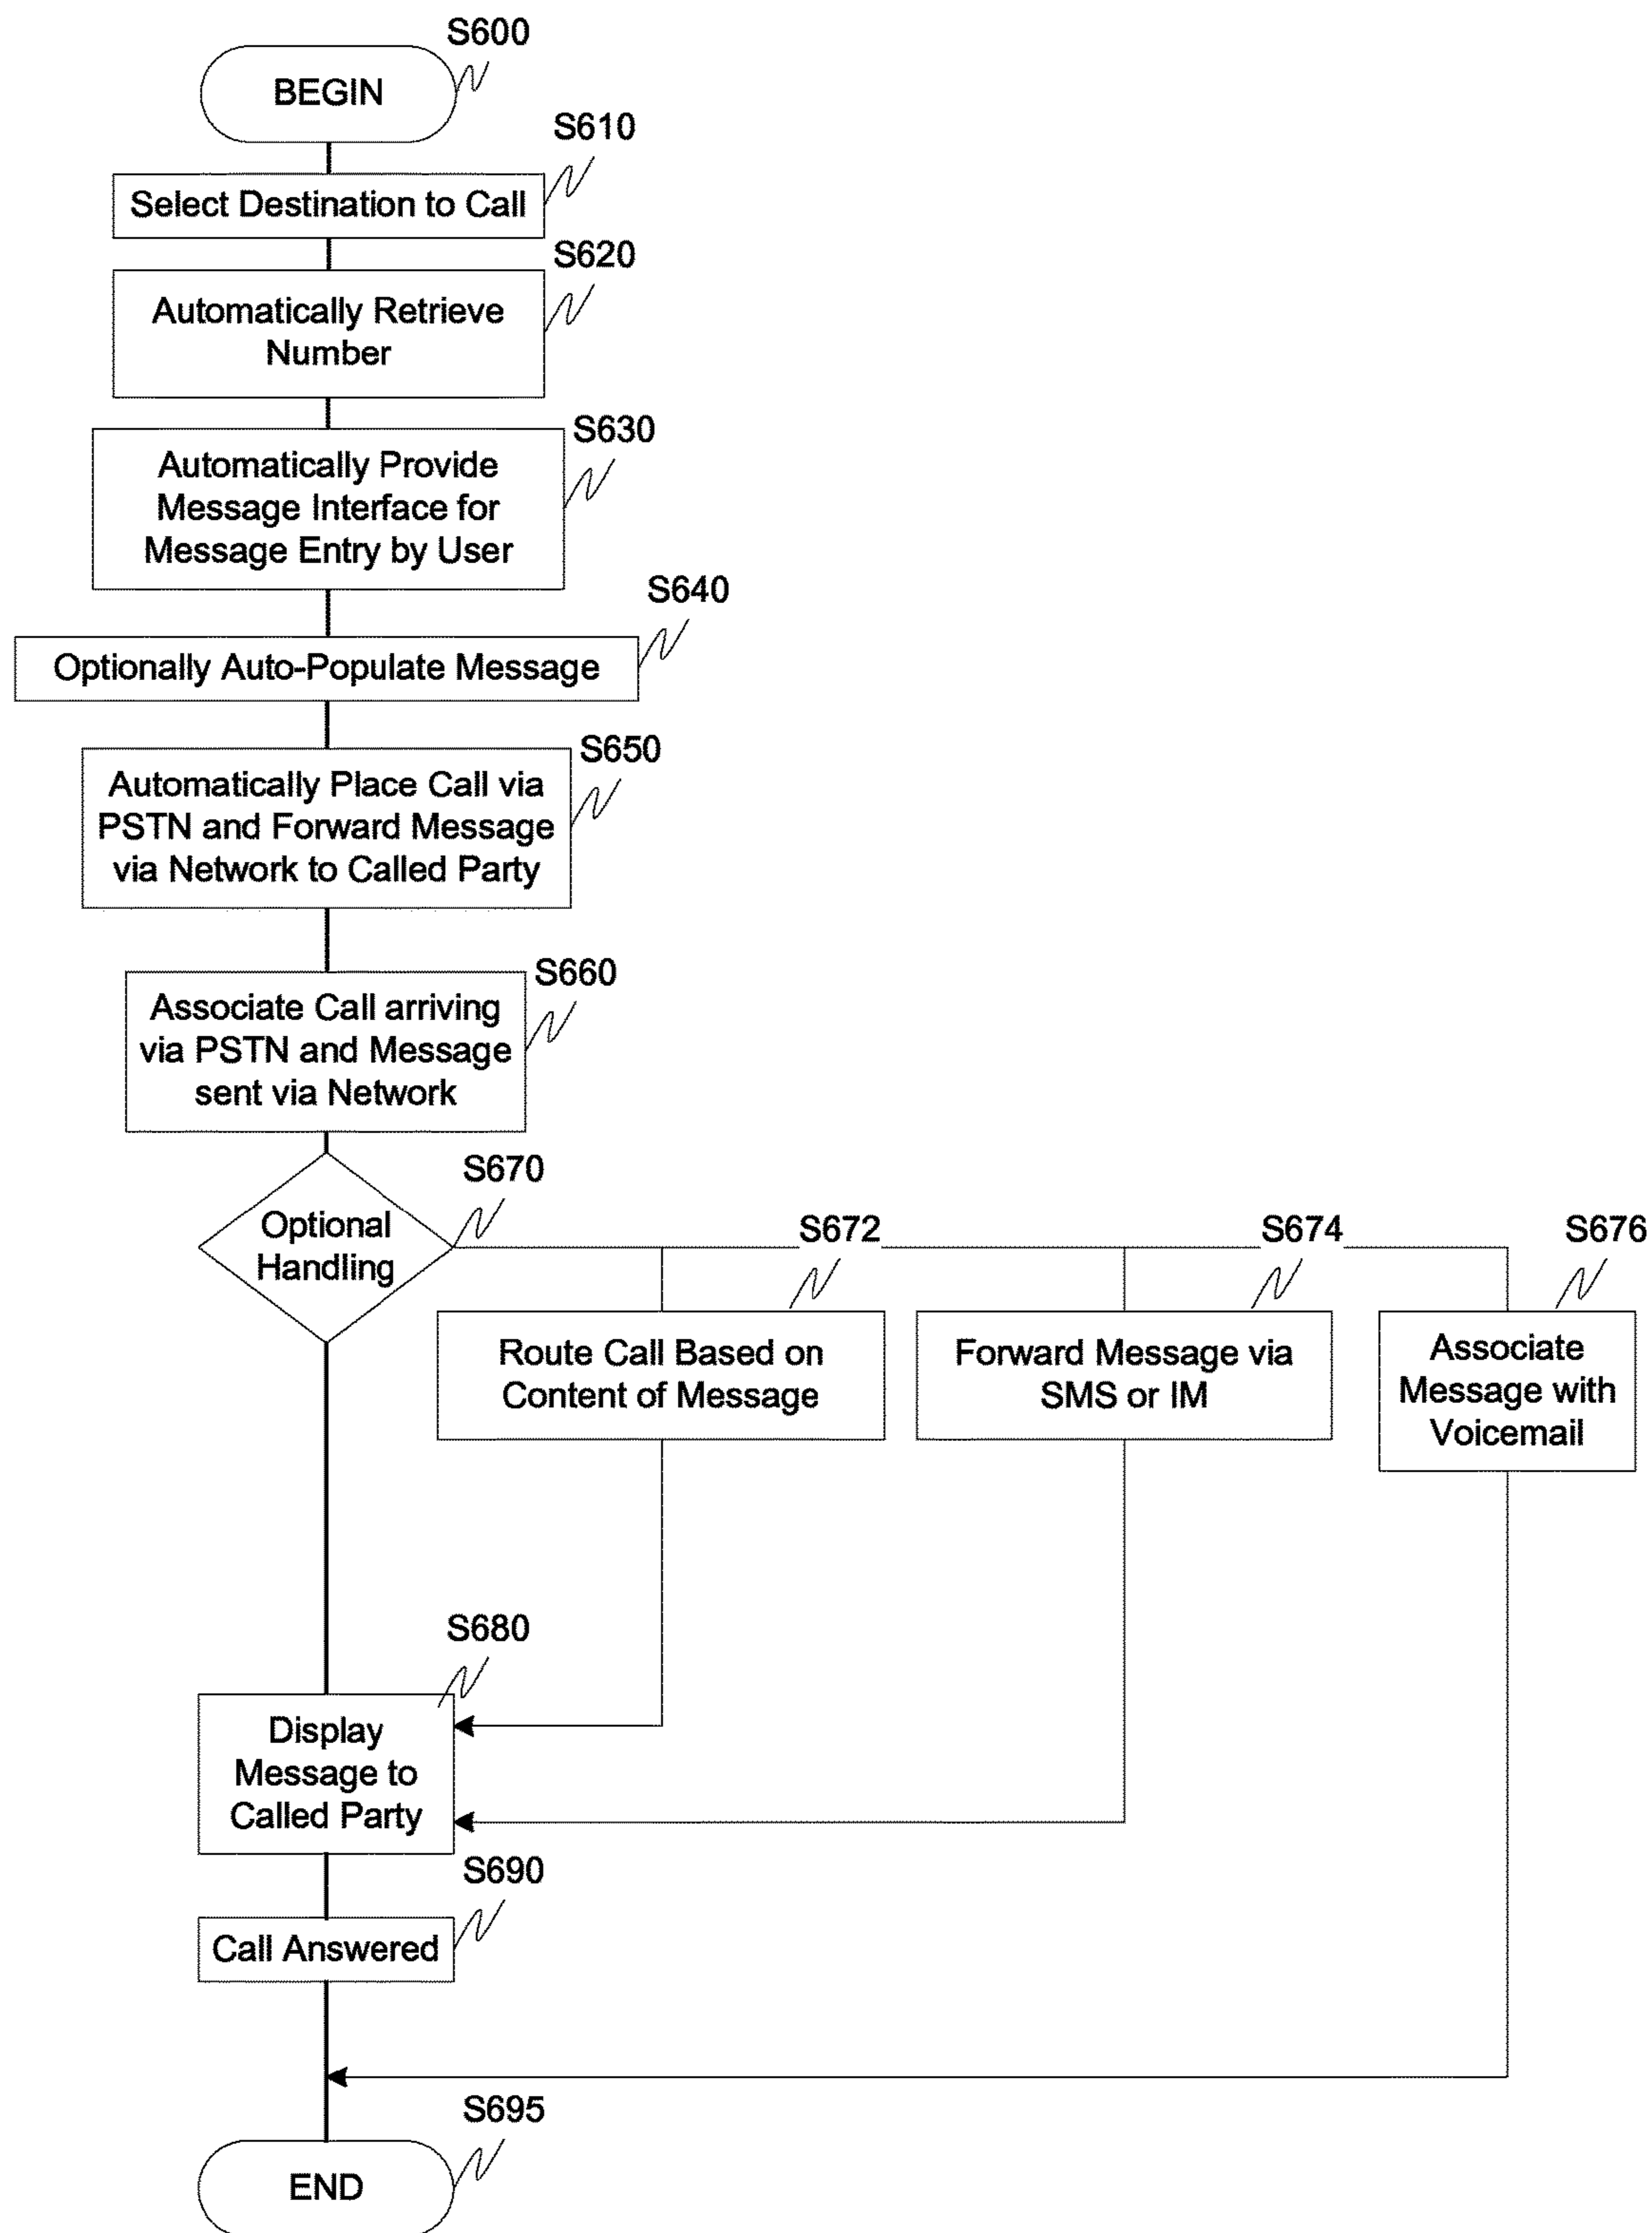 S600
BEGIN
S610
Select Destination to Call
S620
Automatically Retrieve
Number
S630
Automatically Provide
Message Interface for
Message Entry by User
S640
Optionally Auto-Populate Message
S650
Automatically Place Call via
PSTN and Forward Message
via Network to Called Party
S660
Associate Call arriving
via PSTN and Message
sent via Network
S670
Optional
Handling
S672
Route Call Based on
Content of Message
S674
Forward Message via
SMS or IM
S676
Associate
Message with
Voicemail
S680
Display
Message to
Called Party
S690
Call Answered
S695
END